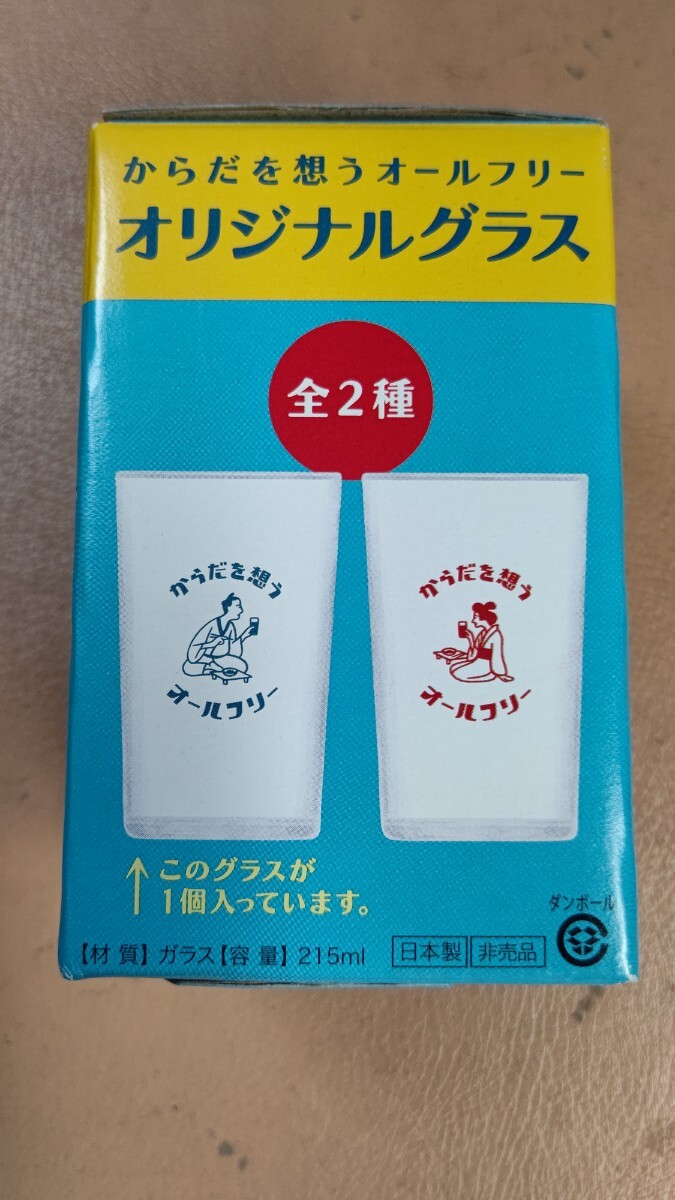 からだを想うオールフリー
オリジナルグラス
全2種
からだを想う
オールフリー
からだを想う
オールフリー
↑このグラスが
1個入っています。
ダンボール
【材 質】ガラス【容 量】215ml 日本製 非売品